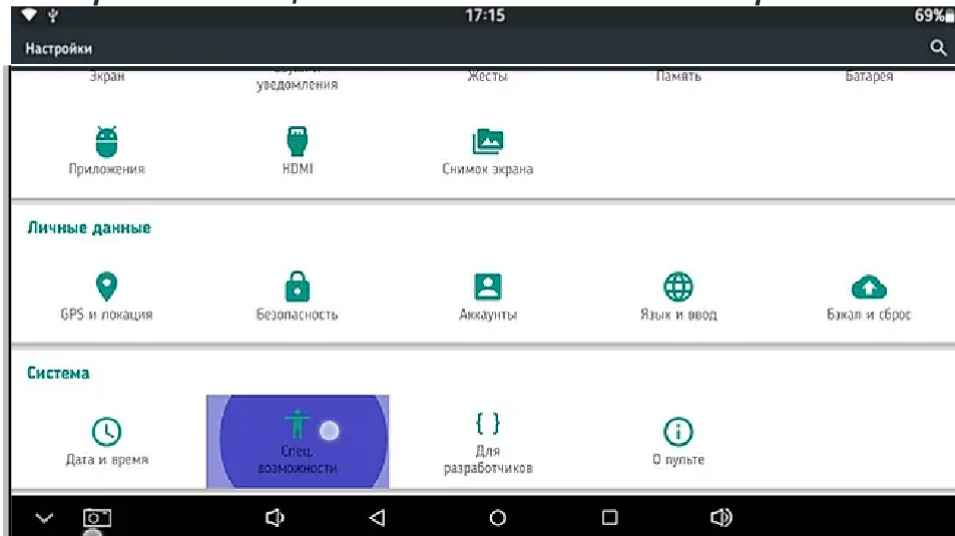 17:15
69%
Настройки
Экран
уведомления
Жесты
Память
Батарея
Приложения
HDMI
Снимок экрана
Личные данные
GPS и локация
Безопасность
Аккаунты
Язык и ввод
Бэкап и сброс
Система
Дата и время
Спец.
возможности
{ }
Для
разработчиков
О пульте